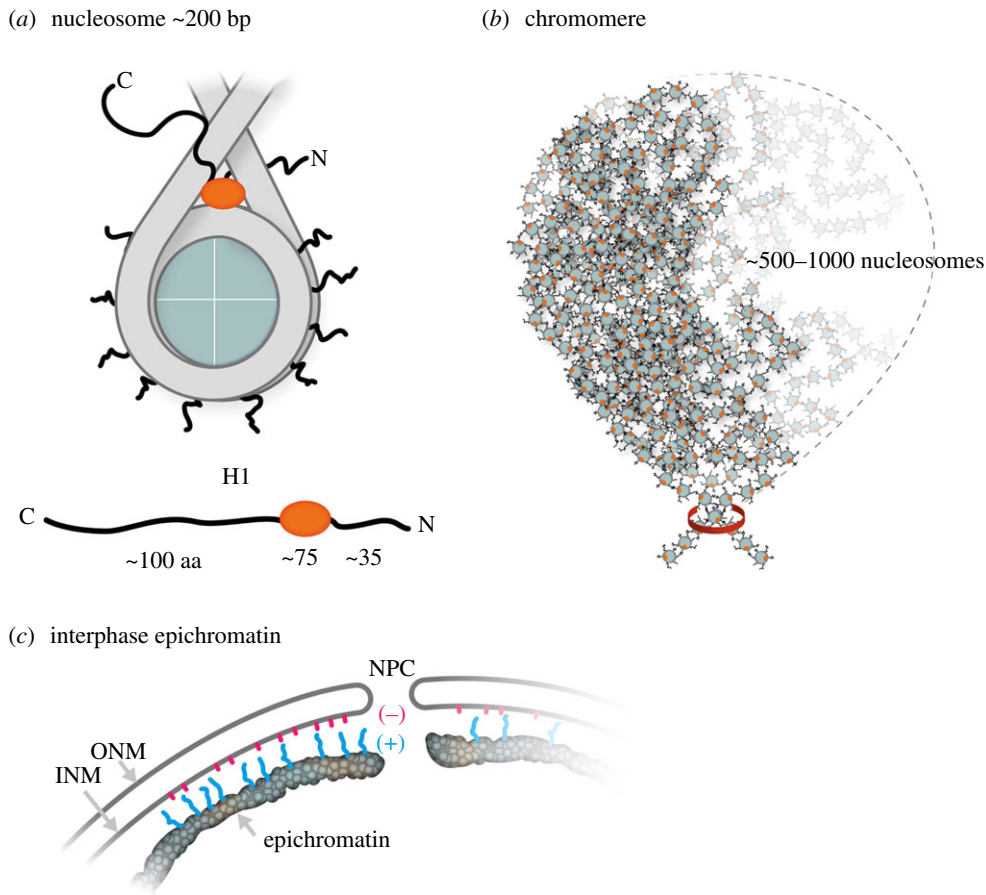 (a) nucleosome ~200 bp
C
N
H1
C
N
~100 aa
~75
~35
(b) chromomere
~500–1000 nucleosomes
(c) interphase epichromatin
NPC
(–)
(+)
ONM
INM
epichromatin